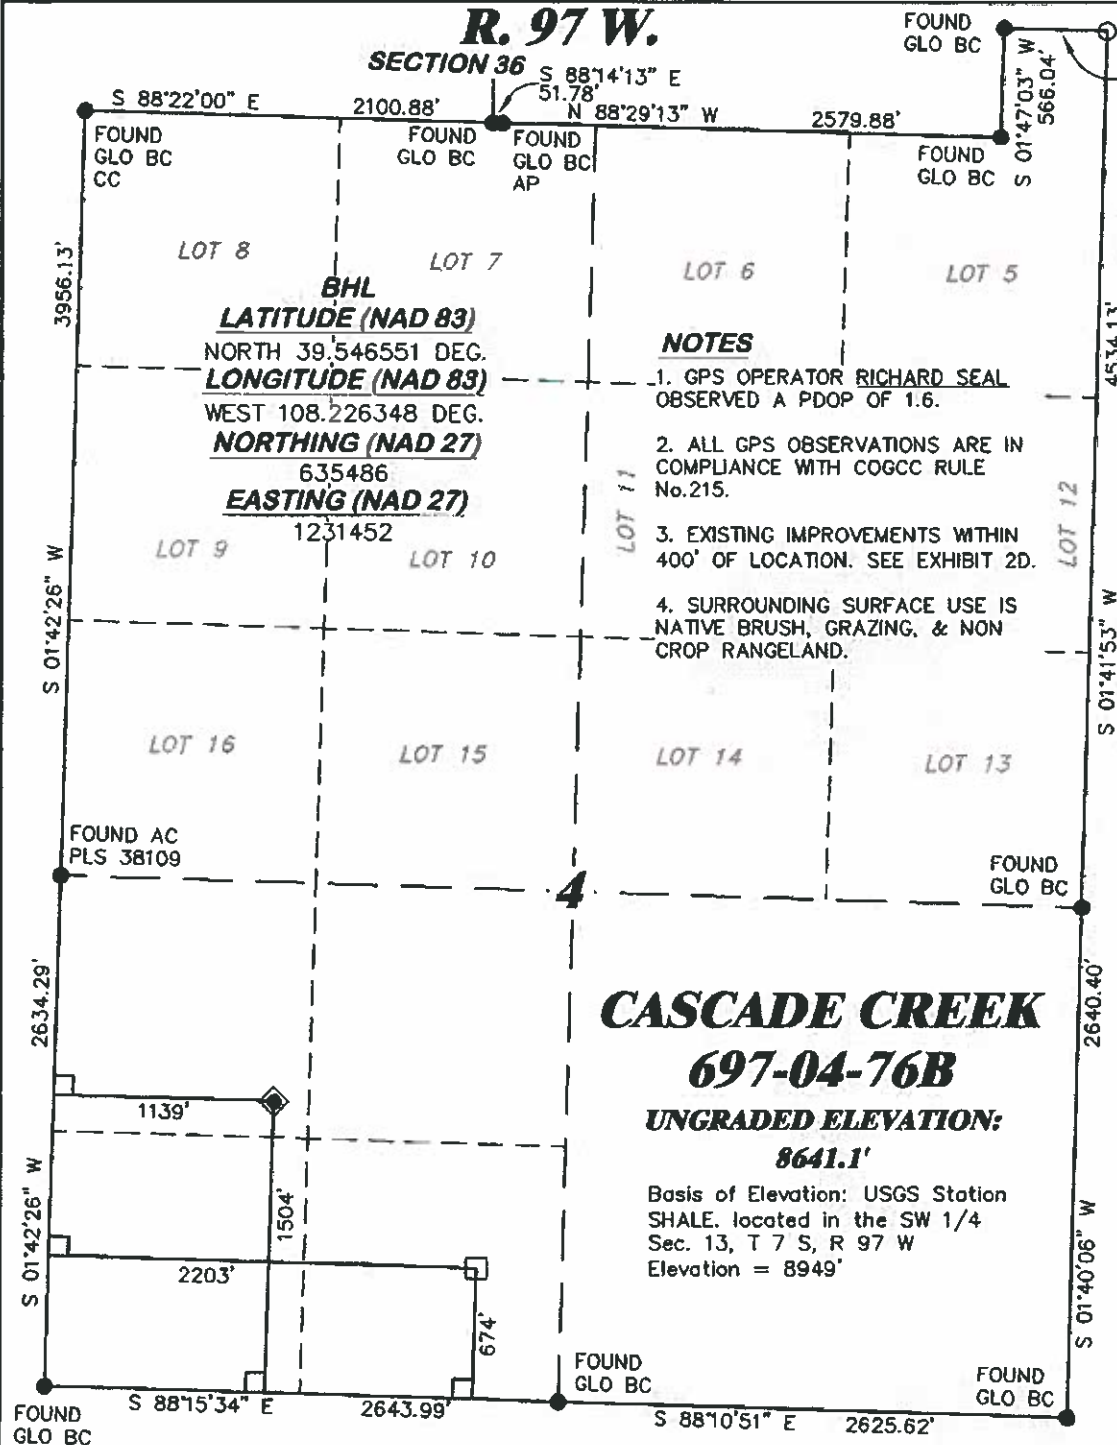 R. 97 W.
SECTION 36
S 88°14'13" E
51.78'
FOUND
GLO BC
S 88°22'00" E
2100.88'
N 88°29'13" W
2579.88'
S 01°47'03" W
566.04'
FOUND
GLO BC
CC
FOUND
GLO BC
FOUND
GLO BC
AP
FOUND
GLO BC
3956.13'
4534.13'
LOT 8
LOT 7
LOT 6
LOT 5
BHL
LATITUDE (NAD 83)
NORTH 39.546551 DEG.
LONGITUDE (NAD 83)
WEST 108.226348 DEG.
NORTHING (NAD 27)
635486
EASTING (NAD 27)
1231452
NOTES
1. GPS OPERATOR RICHARD SEAL
OBSERVED A PDOP OF 1.6.
2. ALL GPS OBSERVATIONS ARE IN
COMPLIANCE WITH COGCC RULE
No.215.
3. EXISTING IMPROVEMENTS WITHIN
400' OF LOCATION. SEE EXHIBIT 2D.
4. SURROUNDING SURFACE USE IS
NATIVE BRUSH, GRAZING, & NON
CROP RANGELAND.
LOT 9
LOT 10
LOT 11
LOT 12
S 01°42'26" W
S 01°41'53" W
LOT 16
LOT 15
LOT 14
LOT 13
FOUND AC
PLS 38109
FOUND
GLO BC
4
2634.29'
2640.40'
CASCADE CREEK
697-04-76B
UNGRADED ELEVATION:
8641.1'
Basis of Elevation: USGS Station
SHALE. located in the SW 1/4
Sec. 13, T 7 S, R 97 W
Elevation = 8949'
1139'
1504'
S 01°42'26" W
2203'
674'
S 01°40'06" W
FOUND
GLO BC
S 88°15'34" E
2643.99'
FOUND
GLO BC
S 88°10'51" E
2625.62'
FOUND
GLO BC